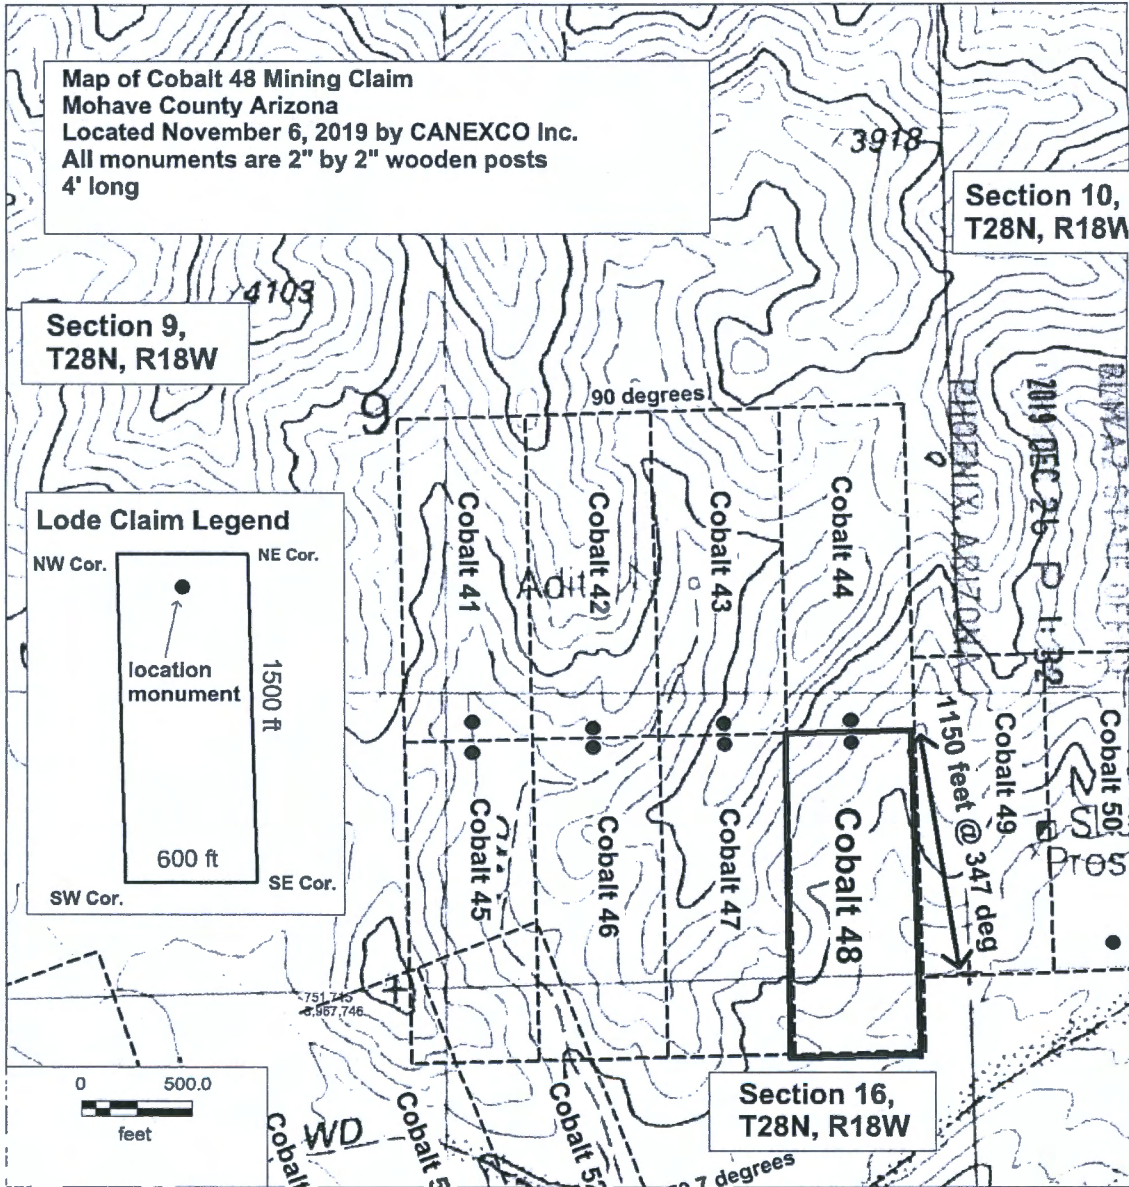 Map of Cobalt 48 Mining Claim
Mohave County Arizona
Located November 6, 2019 by CANEXCO Inc.
All monuments are 2" by 2" wooden posts
4' long
3918
Section 10,
T28N, R18W
4103
Section 9,
T28N, R18W
9
90 degrees
PHOENIX, ARIZONA
2019 DEC 26 P 1:32
Lode Claim Legend
NW Cor.
NE Cor.
location
monument
1500 ft
600 ft
SW Cor.
SE Cor.
Cobalt 41
Cobalt 42
Cobalt 43
Cobalt 44
Adit
Cobalt 45
Cobalt 46
Cobalt 47
Cobalt 48
1150 feet @ 347 deg
Cobalt 49
Cobalt 50
Pros
751,715
0 500.0
feet
Section 16,
T28N, R18W
WD
Cobalt
Cobalt 5
Cobalt 5
7 degrees